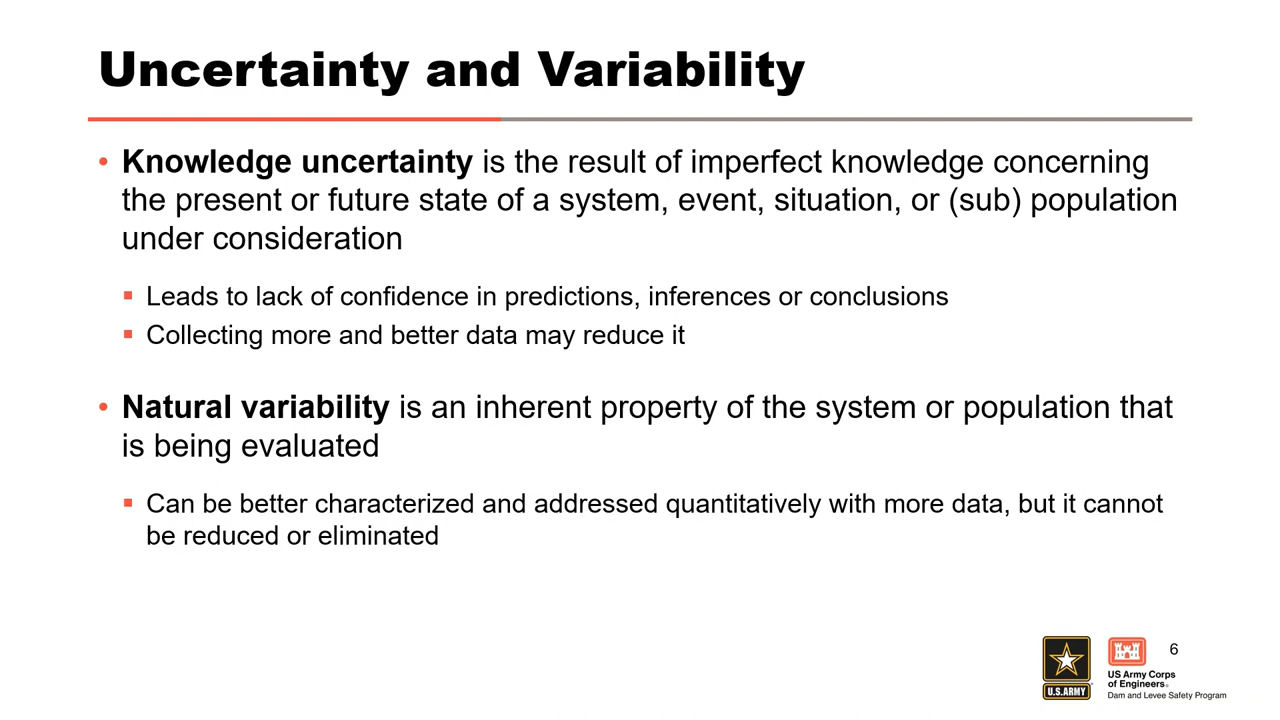 Uncertainty and Variability
• Knowledge uncertainty is the result of imperfect knowledge concerning
the present or future state of a system, event, situation, or (sub) population
under consideration
▪ Leads to lack of confidence in predictions, inferences or conclusions
▪ Collecting more and better data may reduce it
• Natural variability is an inherent property of the system or population that
is being evaluated
▪ Can be better characterized and addressed quantitatively with more data, but it cannot
be reduced or eliminated
6
U.S.ARMY
US Army Corps
of Engineers®
Dam and Levee Safety Program